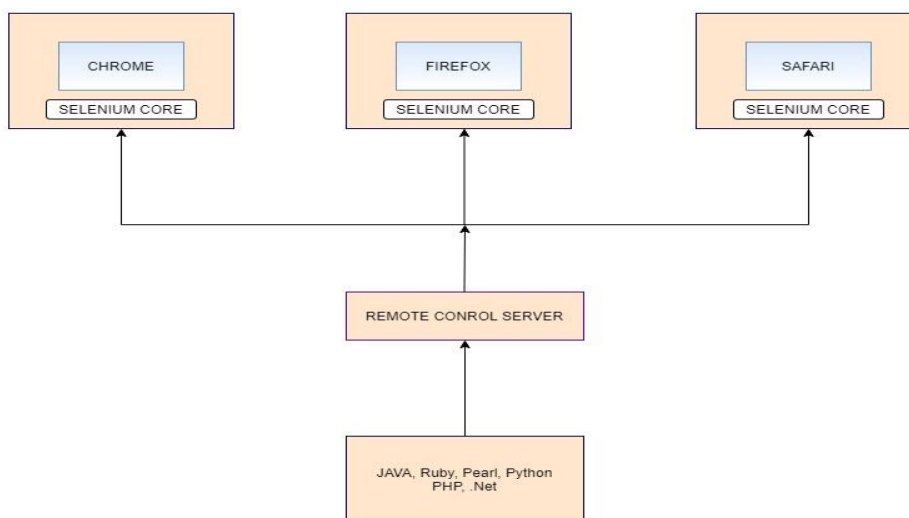 CHROME
SELENIUM CORE
FIREFOX
SELENIUM CORE
SAFARI
SELENIUM CORE
REMOTE CONROL SERVER
JAVA, Ruby, Pearl, Python
PHP, .Net